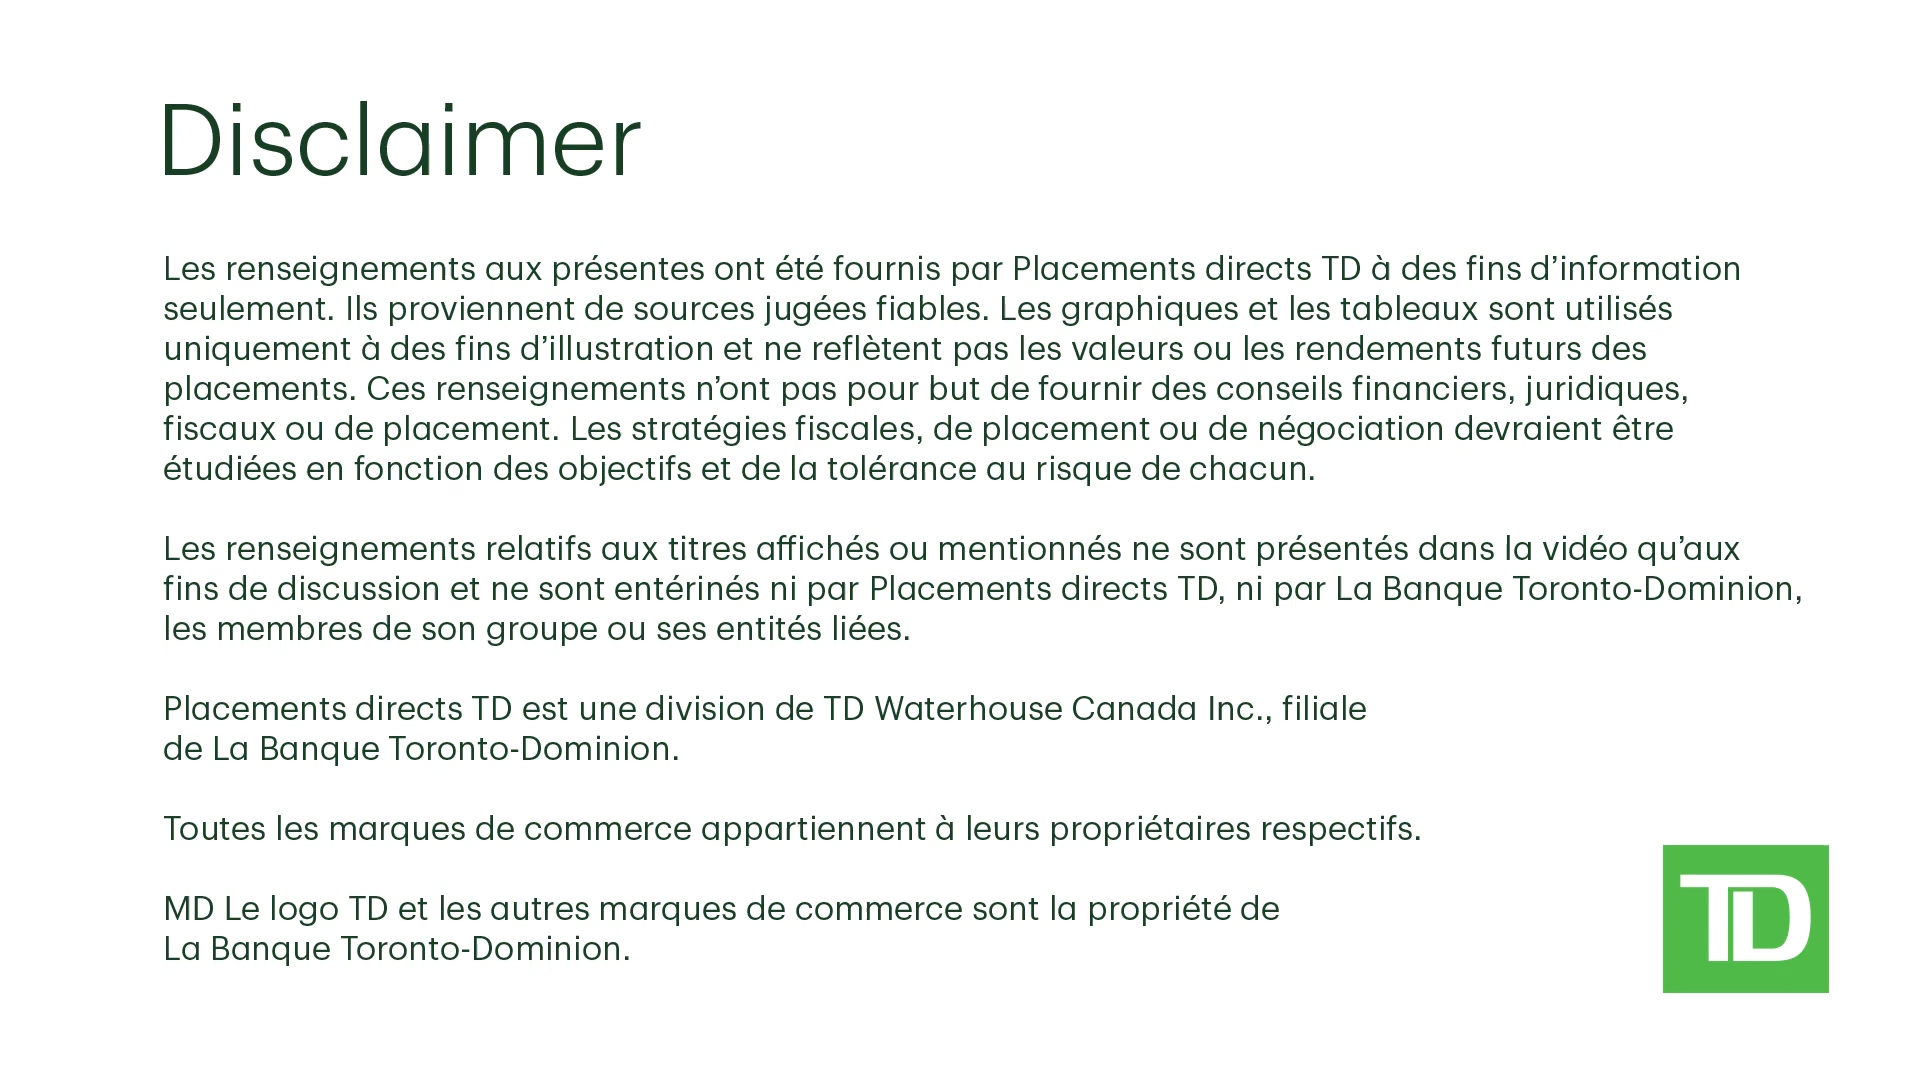 Disclaimer
Les renseignements aux présentes ont été fournis par Placements directs TD à des fins d’information
seulement. Ils proviennent de sources jugées fiables. Les graphiques et les tableaux sont utilisés
uniquement à des fins d’illustration et ne reflètent pas les valeurs ou les rendements futurs des
placements. Ces renseignements n’ont pas pour but de fournir des conseils financiers, juridiques,
fiscaux ou de placement. Les stratégies fiscales, de placement ou de négociation devraient être
étudiées en fonction des objectifs et de la tolérance au risque de chacun.
Les renseignements relatifs aux titres affichés ou mentionnés ne sont présentés dans la vidéo qu’aux
fins de discussion et ne sont entérinés ni par Placements directs TD, ni par La Banque Toronto-Dominion,
les membres de son groupe ou ses entités liées.
Placements directs TD est une division de TD Waterhouse Canada Inc., filiale
de La Banque Toronto-Dominion.
Toutes les marques de commerce appartiennent à leurs propriétaires respectifs.
MD Le logo TD et les autres marques de commerce sont la propriété de
La Banque Toronto-Dominion.
TD